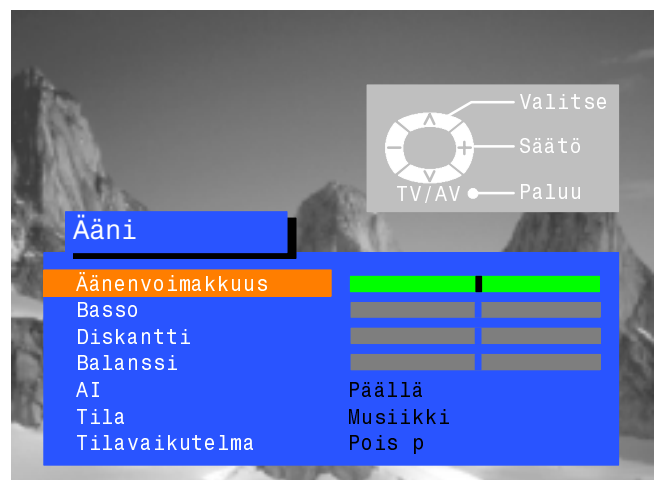 Valitse
Säätö
TV/AV Paluu
Ääni
Äänenvoimakkuus
Basso
Diskantti
Balanssi
AI Päällä
Tila Musiikki
Tilavaikutelma Pois p